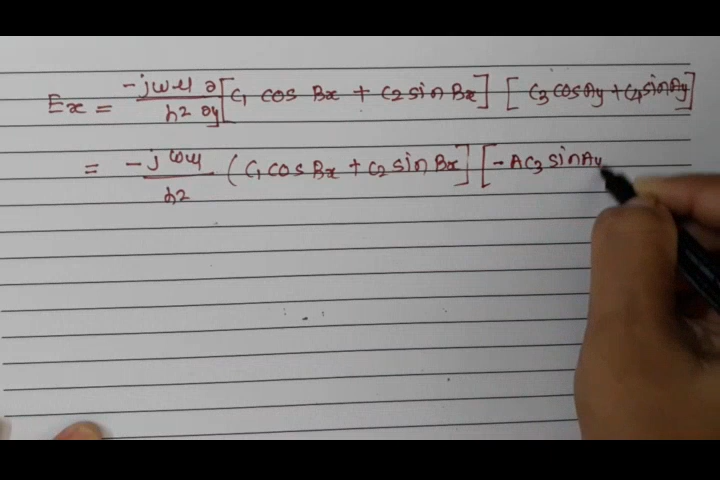 Ex = -jωμ/h2 ∂/∂y [C1 cos Bx + C2 sin Bx] [C3 cos Ay + C4 sin Ay]
= -jωμ/h2 (C1 cos Bx + C2 sin Bx] [-AC3 sin Ay